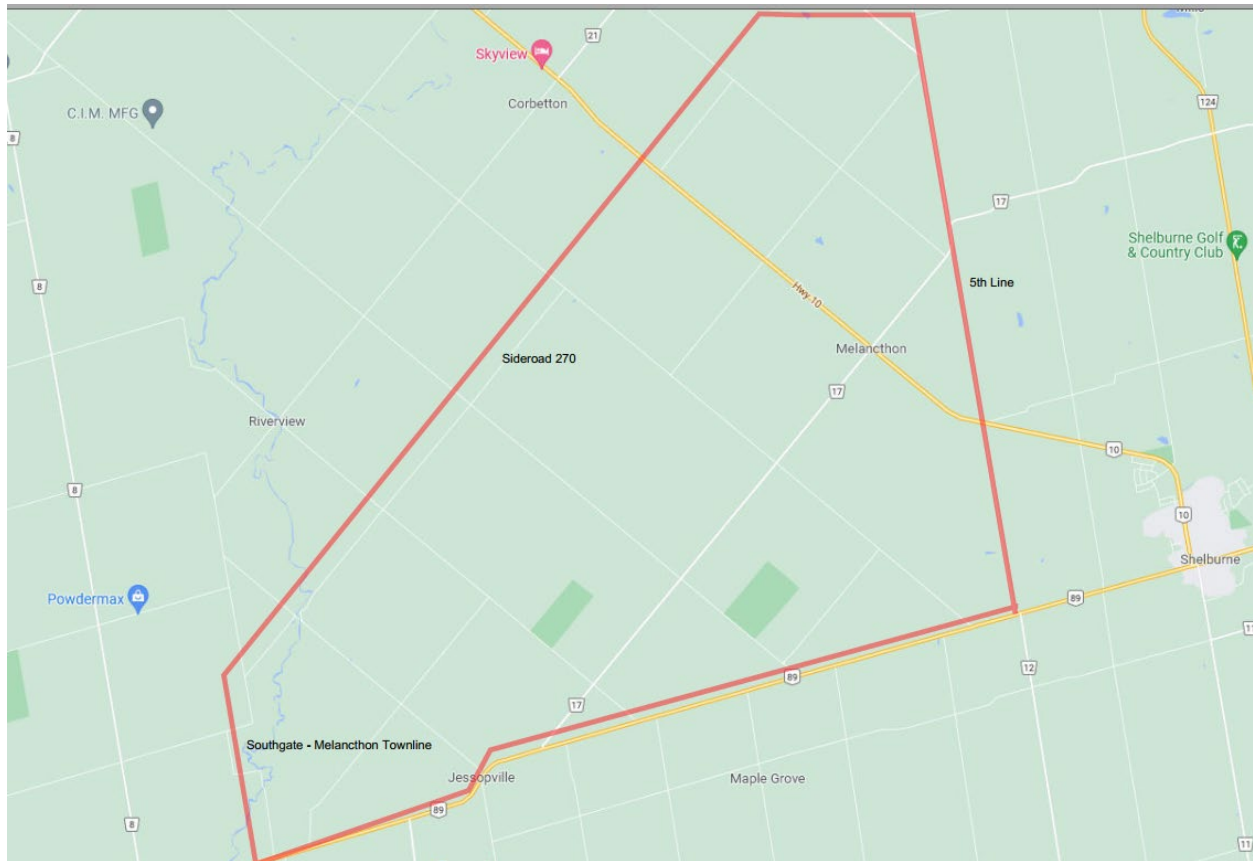 Skyview
21
Corbetton
C.I.M. MFG
8
124
17
Shelburne Golf
& Country Club
5th Line
8
Hwy 10
Melancthon
Sideroad 270
17
Riverview
10
8
10
Shelburne
Powdermax
89
11
12
89
17
Southgate - Melancthon Townline
Jessopville
Maple Grove
89
8
11